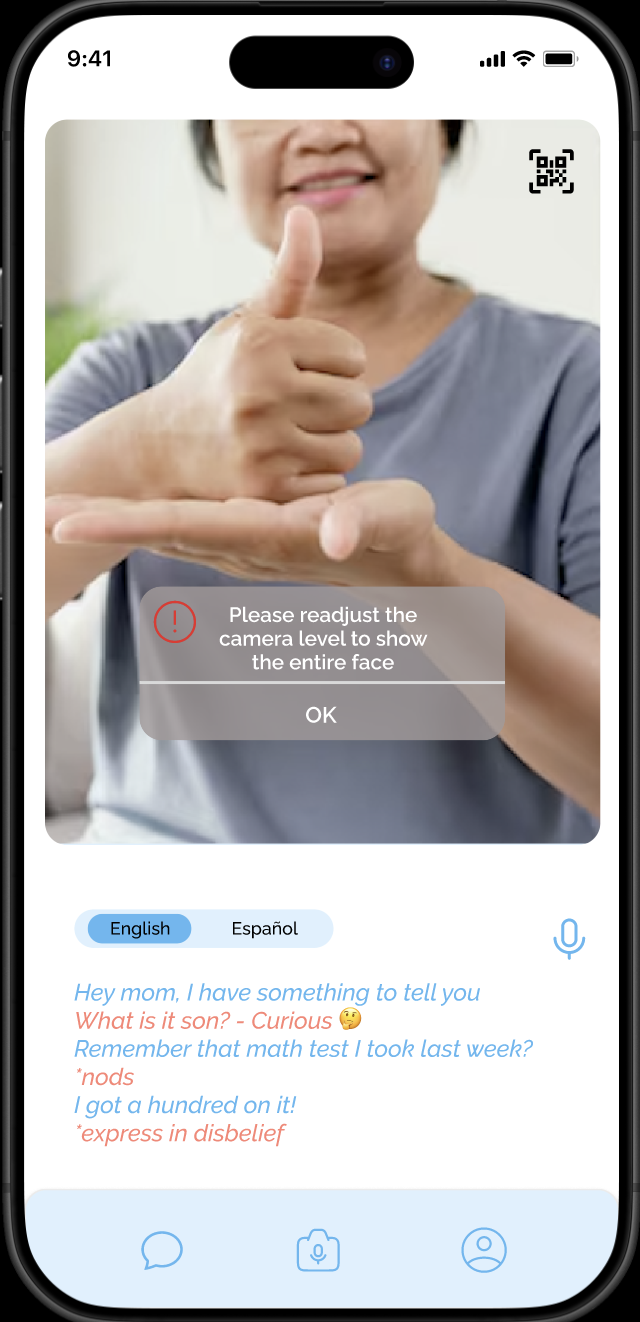 9:41
Please readjust the
camera level to show
the entire face
OK
English Español
Hey mom, I have something to tell you
What is it son? - Curious 🤔
Remember that math test I took last week?
*nods
I got a hundred on it!
*express in disbelief